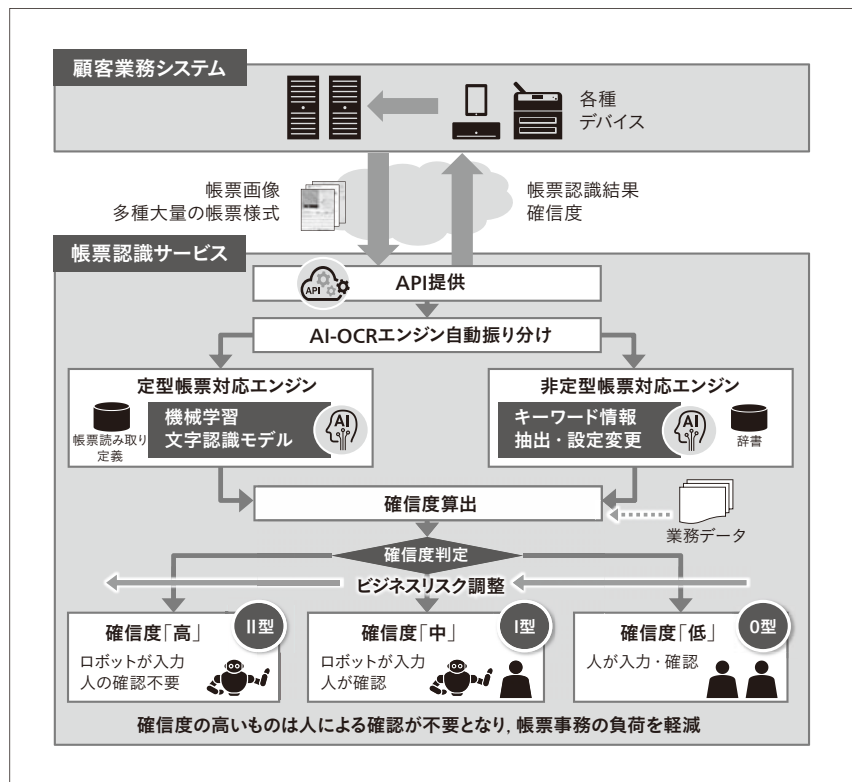 顧客業務システム
各種
デバイス
帳票画像
多種大量の帳票様式
帳票認識結果
確信度
帳票認識サービス
API
API提供
AI-OCRエンジン自動振り分け
定型帳票対応エンジン
機械学習
文字認識モデル
AI
帳票読み取り
定義
非定型帳票対応エンジン
キーワード情報
抽出・設定変更
AI
辞書
確信度算出
業務データ
確信度判定
ビジネスリスク調整
確信度「高」
II型
ロボットが入力
人の確認不要
確信度「中」
I型
ロボットが入力
人が確認
確信度「低」
0型
人が入力・確認
確信度の高いものは人による確認が不要となり, 帳票事務の負荷を軽減